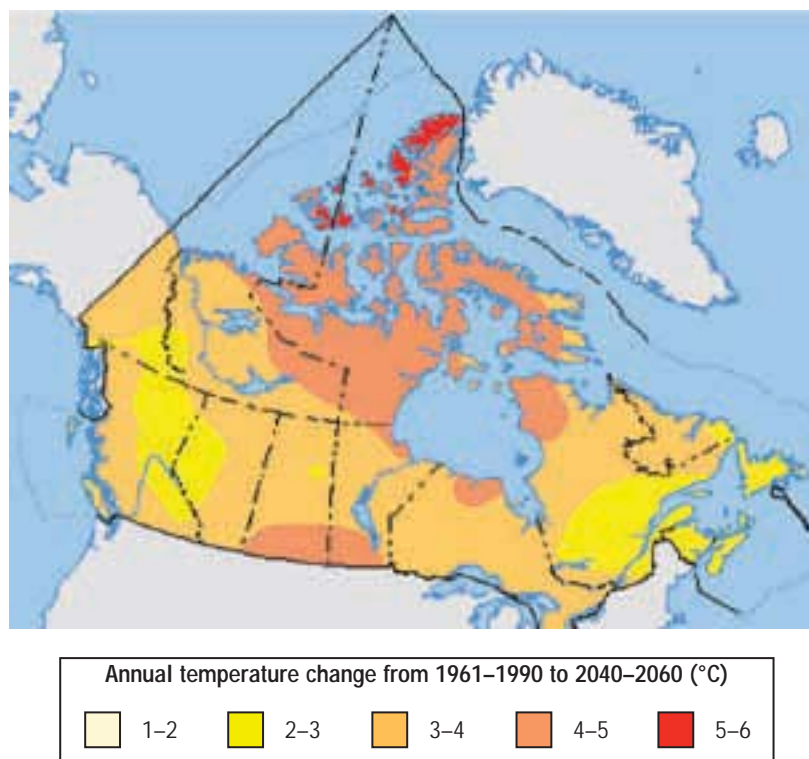 Annual temperature change from 1961–1990 to 2040–2060 (°C)
1–2 2–3 3–4 4–5 5–6